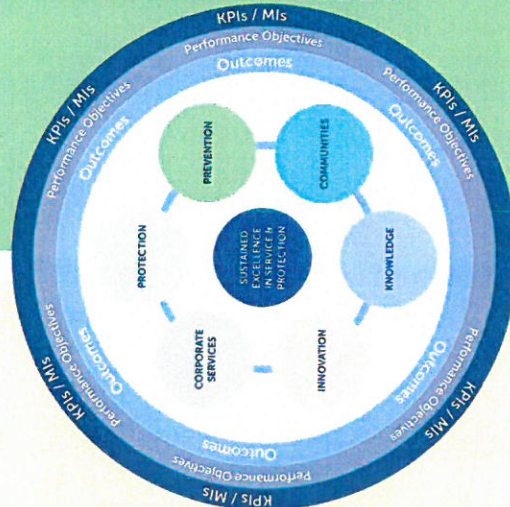 KPIs / MIs
Performance Objectives
Outcomes
KPIs / MIs
Performance Objectives
Outcomes
KPIs / MIs
Performance Objectives
Outcomes
KPIs / MIs
Performance Objectives
Outcomes
KPIs / MIs
Performance Objectives
Outcomes
KPIs / MIs
Performance Objectives
Outcomes
PROTECTION
PREVENTION
COMMUNITIES
KNOWLEDGE
INNOVATION
CORPORATE
SERVICES
SUSTAINED
EXCELLENCE
IN SERVICE &
PROTECTION